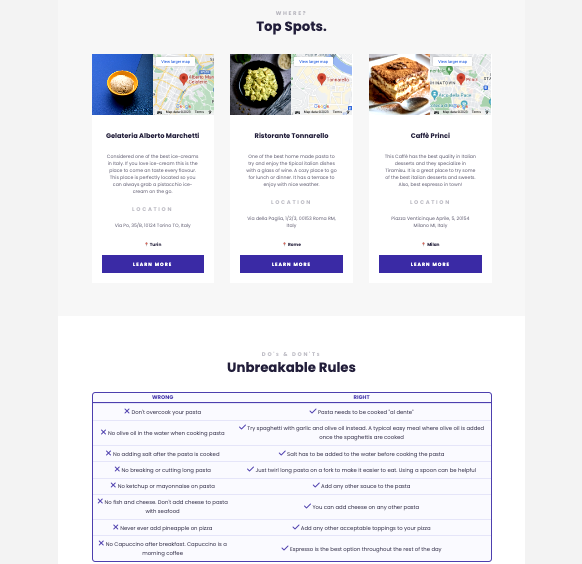 WHERE?
Top Spots.
View larger map
View larger map
View larger map
Gelateria Alberto Marchetti
Considered one of the best ice-creams
in Italy. If you love ice-cream this is the
place to come an taste every flavour.
This place is perfectly located so you
can always grab a pistachio ice-
cream on the go.
LOCATION
Via Po, 35/B, 10124 Torino TO, Italy
Turin
LEARN MORE
Ristorante Tonnarello
One of the best home made pasta to
try and enjoy the tipical Italian dishes
with a glass of wine. A cozy place to go
for lunch or dinner. It has a terrace to
enjoy with nice weather.
LOCATION
Via della Paglia, 1/2/3, 00153 Roma RM,
Italy
Rome
LEARN MORE
Caffè Princi
This Caffé has the best quality in Italian
desserts and they specialise in
Tiramisu. It is a great place to try some
of the best Italian desserts and sweets.
Also, best espresso in town!
LOCATION
Piazza Venticinque Aprile, 5, 20154
Milano MI, Italy
Milan
LEARN MORE
DO's & DON'Ts
Unbreakable Rules
WRONG RIGHT
Don't overcook your pasta Pasta needs to be cooked "al dente"
No olive oil in the water when cooking pasta Try spaghetti with garlic and olive oil instead. A typical easy meal where olive oil is added
once the spaghettis are cooked
No adding salt after the pasta is cooked Salt has to be added to the water before cooking the pasta
No breaking or cutting long pasta Just twirl long pasta on a fork to make it easier to eat. Using a spoon can be helpful
No ketchup or mayonnaise on pasta Add any other sauce to the pasta
No fish and cheese. Don't add cheese to pasta
with seafood You can add cheese on any other pasta
Never ever add pineapple on pizza Add any other acceptable toppings to your pizza
No Capuccino after breakfast. Capuccino is a
morning coffee Espresso is the best option throughout the rest of the day